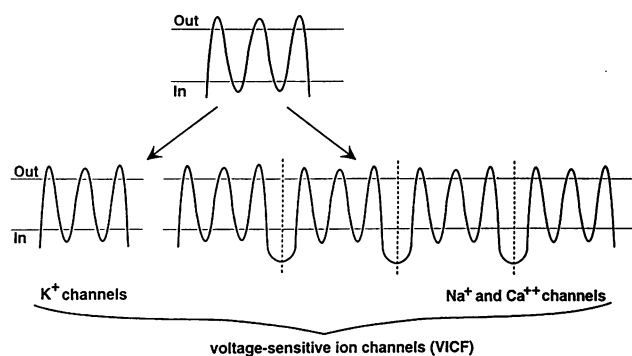 Out
In
Out
In
K+ channels
Na+ and Ca++ channels
voltage-sensitive ion channels (VICF)